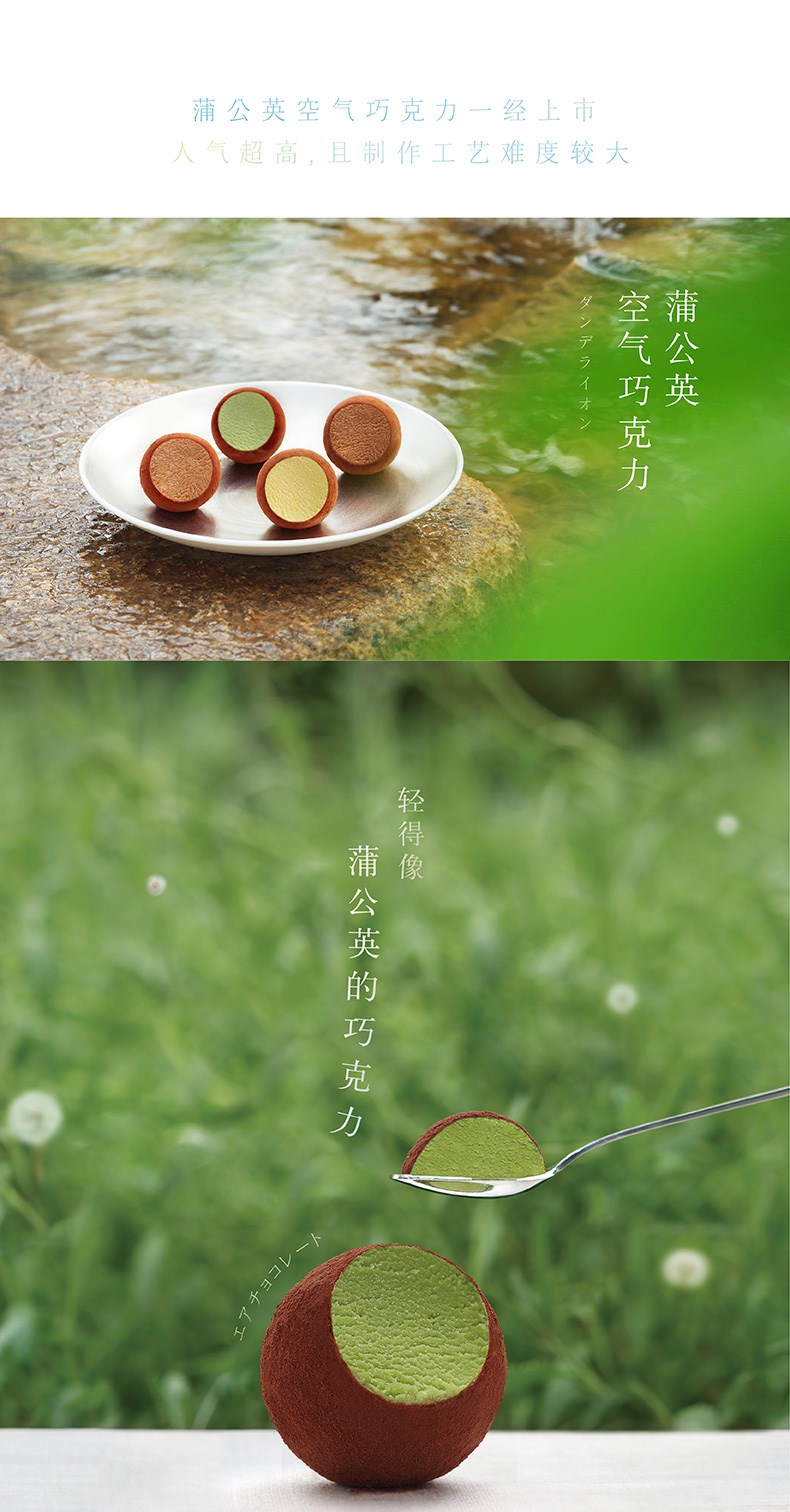 蒲公英空气巧克力一经上市
人气超高,且制作工艺难度较大
蒲公英
空气巧克力
ダンデライオン
轻得像
蒲公英的巧克力
エアチョコレート